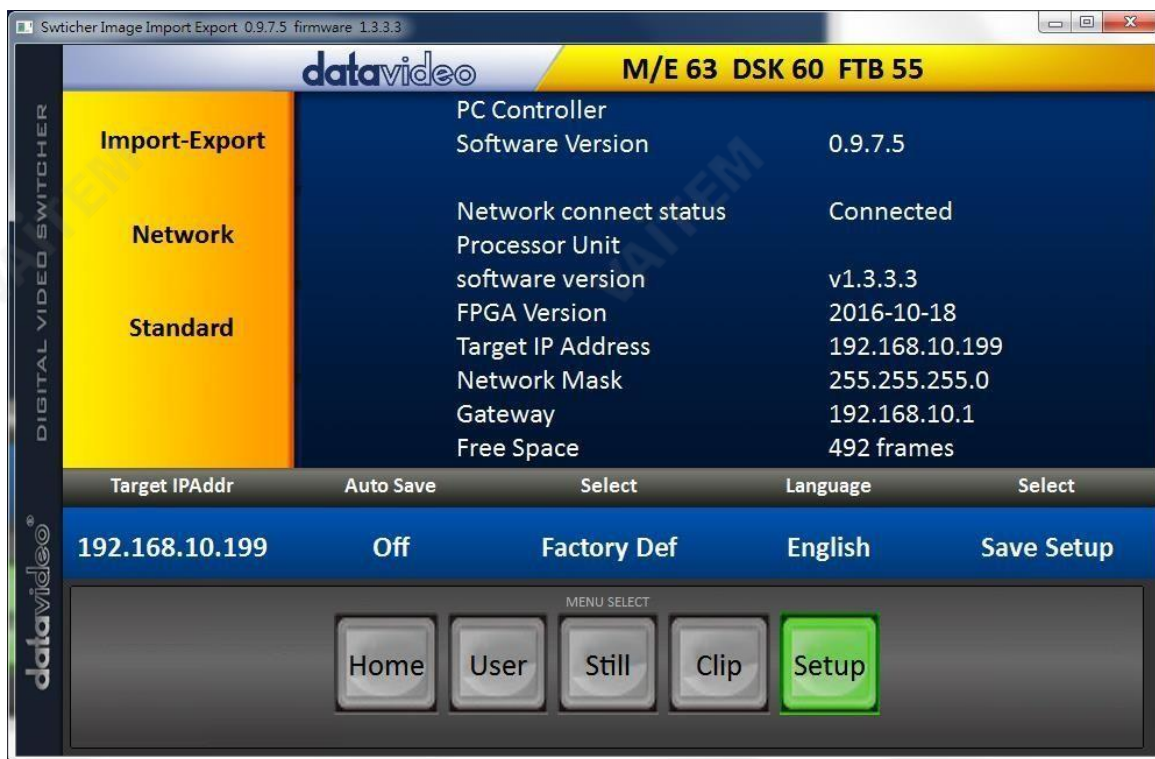 Swticher Image Import Export 0.9.7.5 firmware 1.3.3.3
datavideo
M/E 63 DSK 60 FTB 55
DIGITAL VIDEO SWITCHER
datavideo®
Import-Export
Network
Standard
PC Controller
Software Version 0.9.7.5
Network connect status Connected
Processor Unit
software version v1.3.3.3
FPGA Version 2016-10-18
Target IP Address 192.168.10.199
Network Mask 255.255.255.0
Gateway 192.168.10.1
Free Space 492 frames
Target IPAddr Auto Save Select Language Select
192.168.10.199 Off Factory Def English Save Setup
MENU SELECT
Home User Still Clip Setup
VAITEM
VAITEM